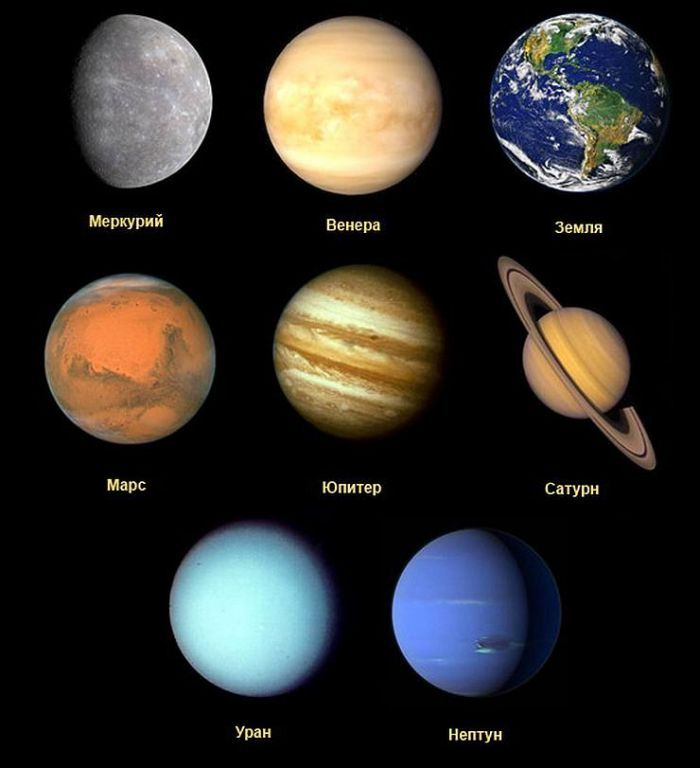 Меркурий
Венера
Земля
Марс
Юпитер
Сатурн
Уран
Нептун